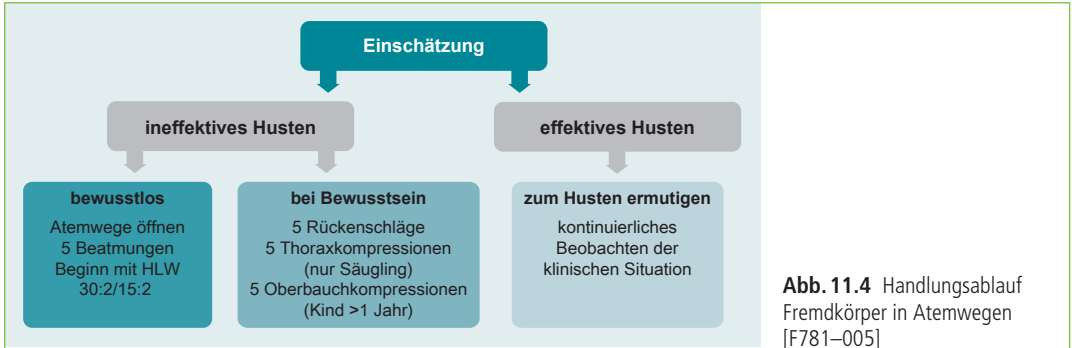 Einschätzung
ineffektives Husten
effektives Husten
bewusstlos
Atemwege öffnen
5 Beatmungen
Beginn mit HLW
30:2/15:2
bei Bewusstsein
5 Rückenschläge
5 Thoraxkompressionen
(nur Säugling)
5 Oberbauchkompressionen
(Kind >1 Jahr)
zum Husten ermutigen
kontinuierliches
Beobachten der
klinischen Situation
Abb. 11.4 Handlungsablauf
Fremdkörper in Atemwegen
[F781–005]